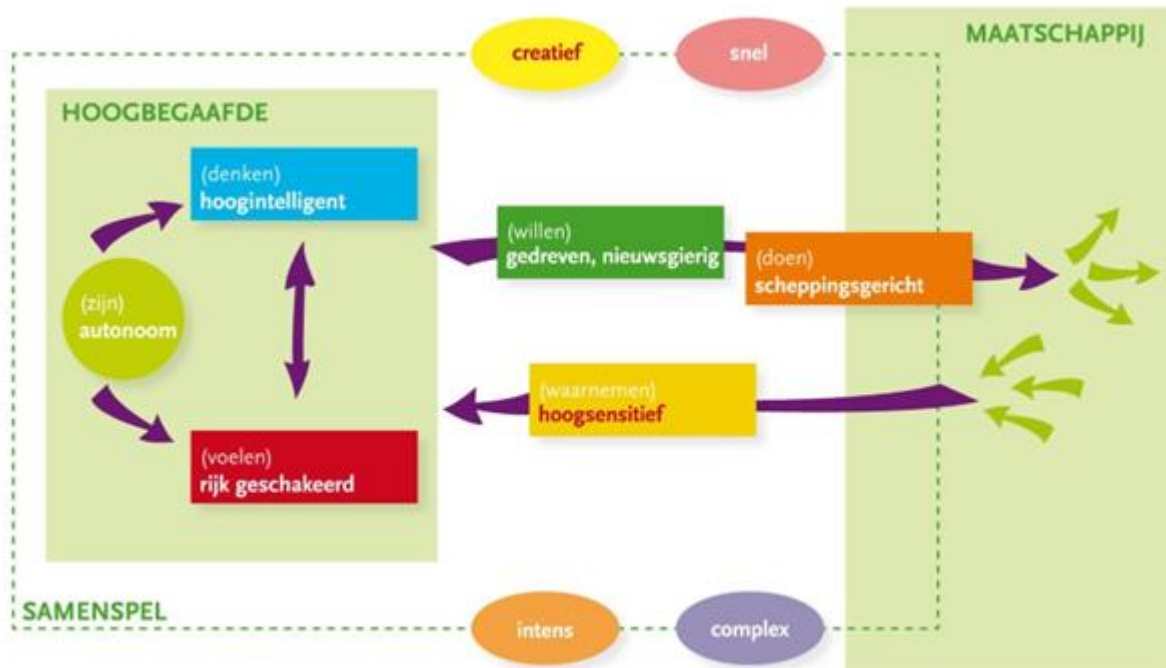 creatief
snel
MAATSCHAPPIJ
HOOGBEGAAFDE
(denken)
hoogintelligent
(willen)
gedreven, nieuwsgierig
(doen)
scheppingsgericht
(zijn)
autonoom
(waarnemen)
hoogsensitief
(voelen)
rijk geschakeerd
SAMENSPEL
intens
complex